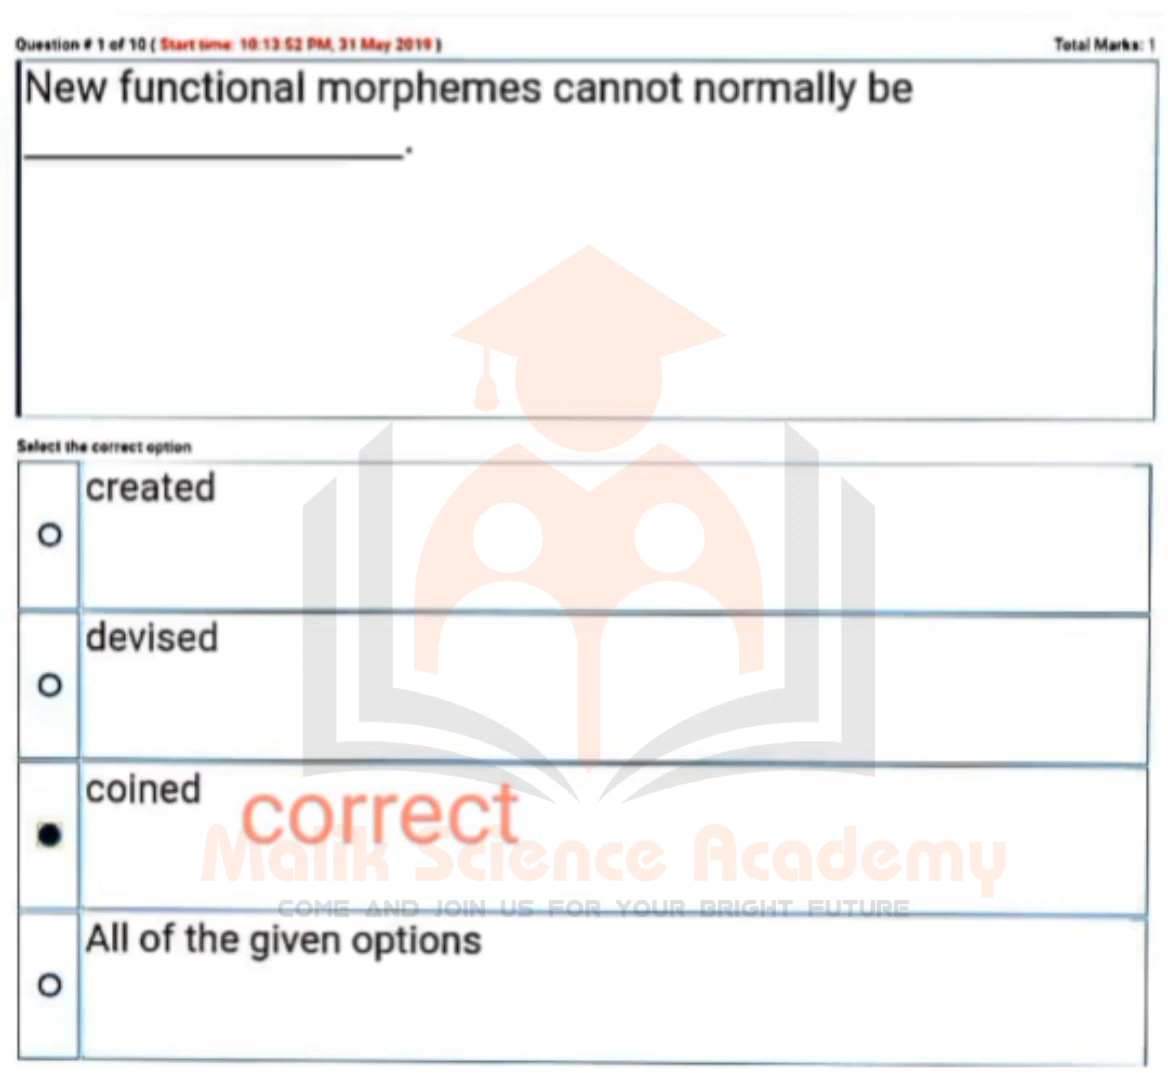 Question # 1 of 10 ( Start time: 10:13:52 PM, 31 May 2019 )
Total Marks: 1
New functional morphemes cannot normally be
____________________.
Select the correct option
created
devised
coined
correct
Malik Science Academy
COME AND JOIN US FOR YOUR BRIGHT FUTURE
All of the given options